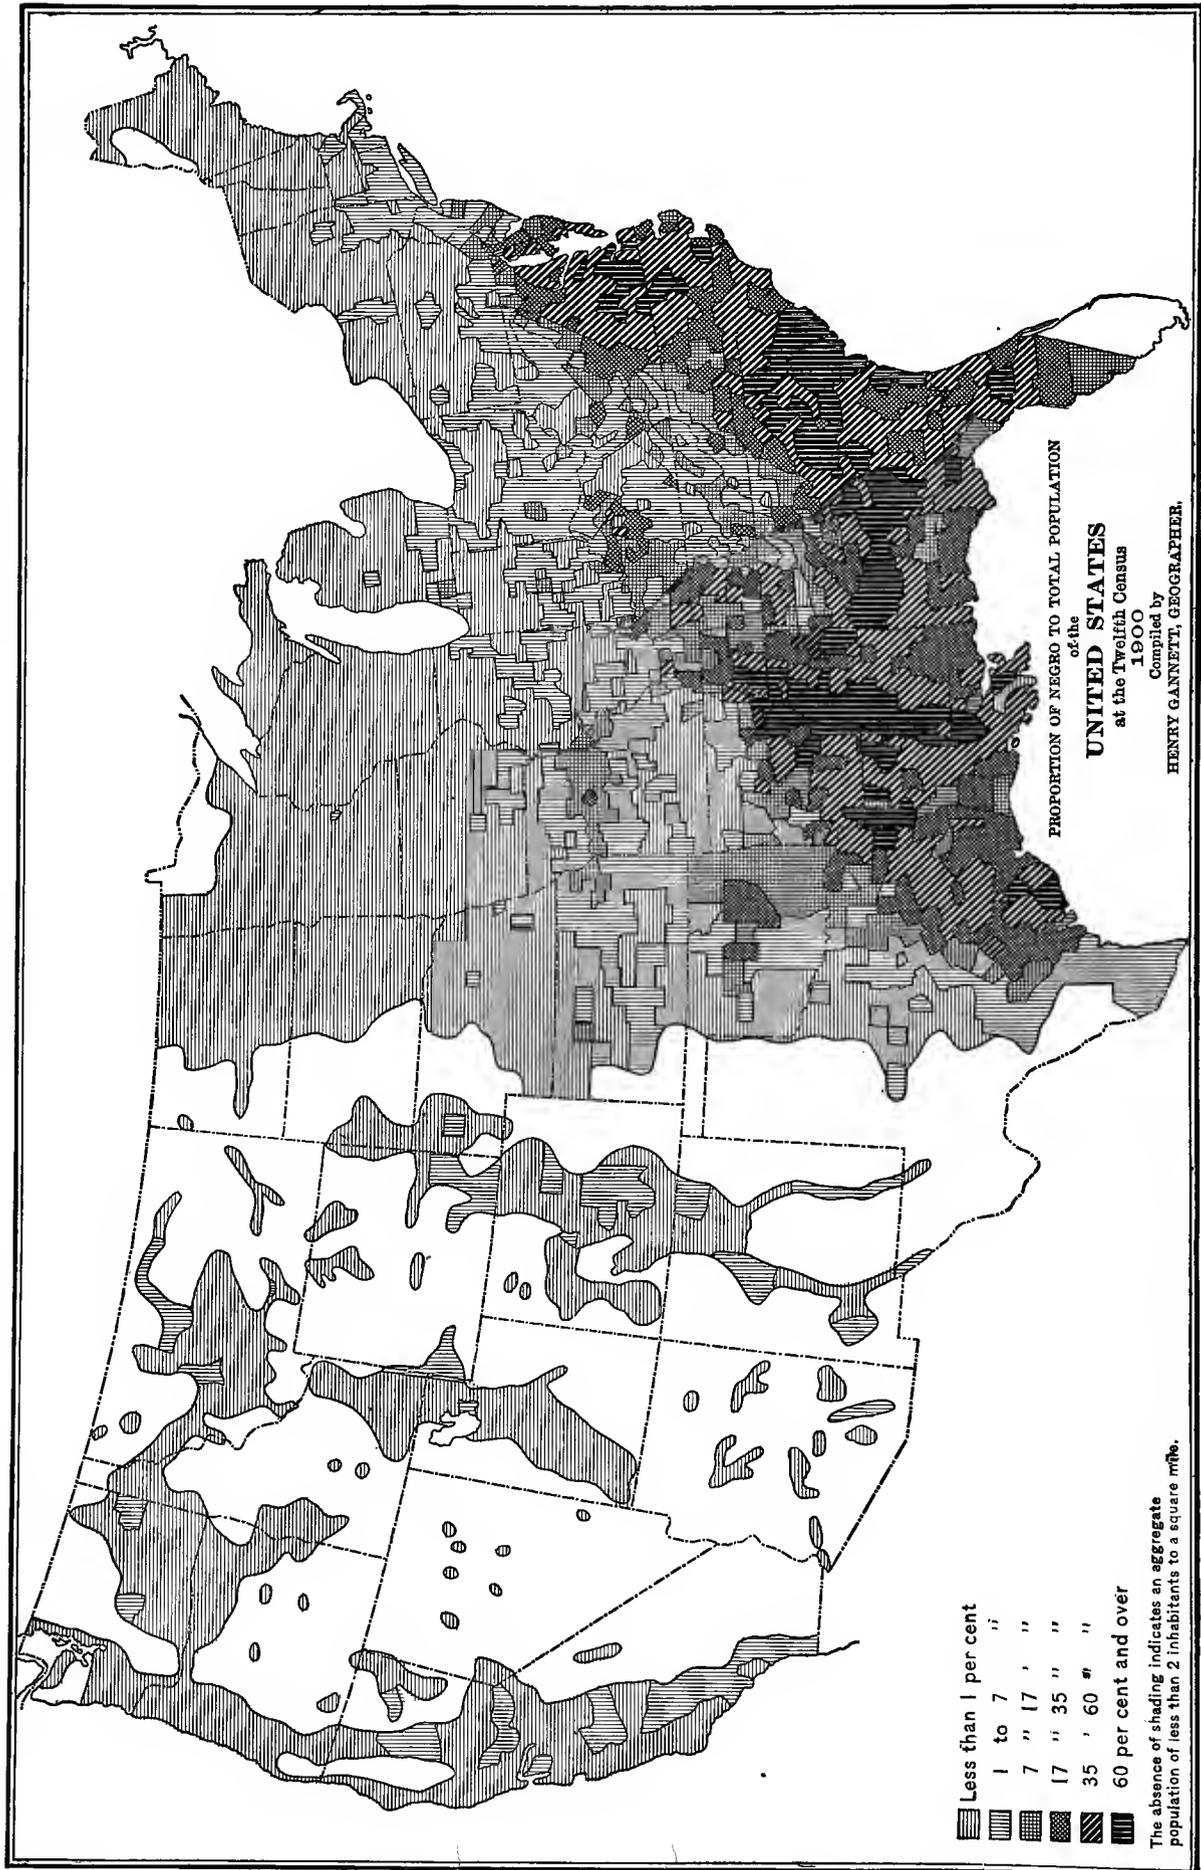 PROPORTION OF NEGRO TO TOTAL POPULATION
of the
UNITED STATES
at the Twelfth Census
1900
Compiled by
HENRY GANNETT, GEOGRAPHER.
Less than 1 per cent
1 to 7 "
7 " 17 , "
17 " 35 " "
35 , 60 " "
60 per cent and over
The absence of shading indicates an aggregate
population of less than 2 inhabitants to a square mile.